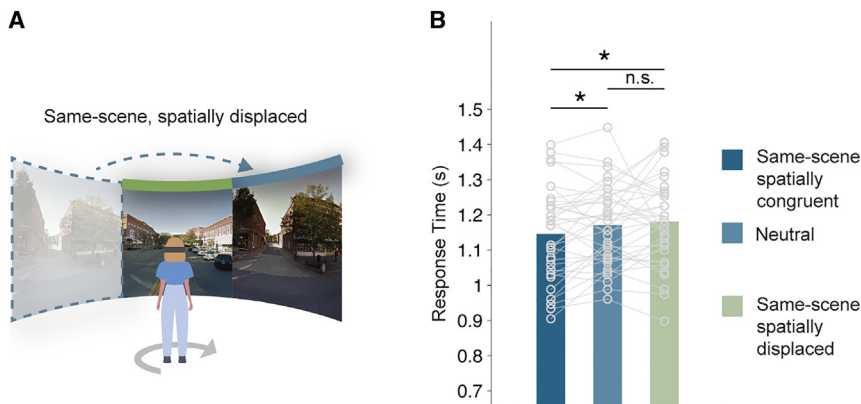 A
Same-scene, spatially displaced
B
*
n.s.
*
1.5
1.4
1.3
1.2
1.1
1
0.9
0.8
0.7
Response Time (s)
Same-scene
spatially
congruent
Neutral
Same-scene
spatially
displaced